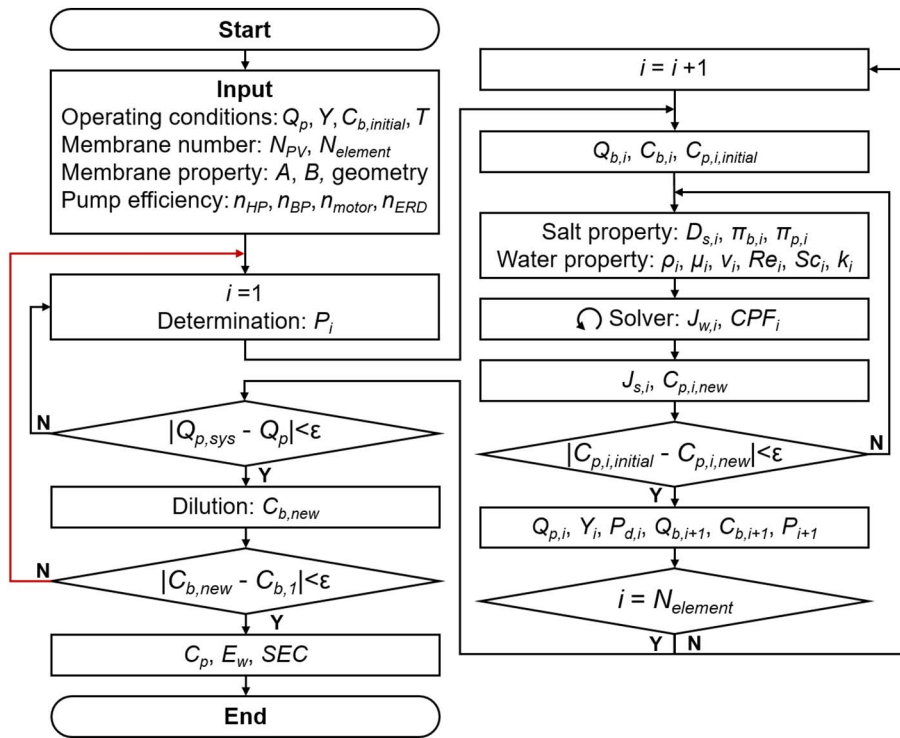 Start
Input
Operating conditions: Qp, Y, Cb,initial, T
Membrane number: NPV, Nelement
Membrane property: A, B, geometry
Pump efficiency: nHP, nBP, nmotor, nERD
i =1
Determination: Pi
|Qp,sys - Qp|<ε
N
Y
Dilution: Cb,new
|Cb,new - Cb,1|<ε
N
Y
Cp, Ew, SEC
End
i = i +1
Qb,i, Cb,i, Cp,i,initial
Salt property: Ds,i, πb,i, πp,i
Water property: ρi, μi, vi, Rei, Sci, ki
Solver: Jw,i, CPFi
Js,i, Cp,i,new
|Cp,i,initial - Cp,i,new|<ε
N
Y
Qp,i, Yi, Pd,i, Qb,i+1, Cb,i+1, Pi+1
i = Nelement
Y N